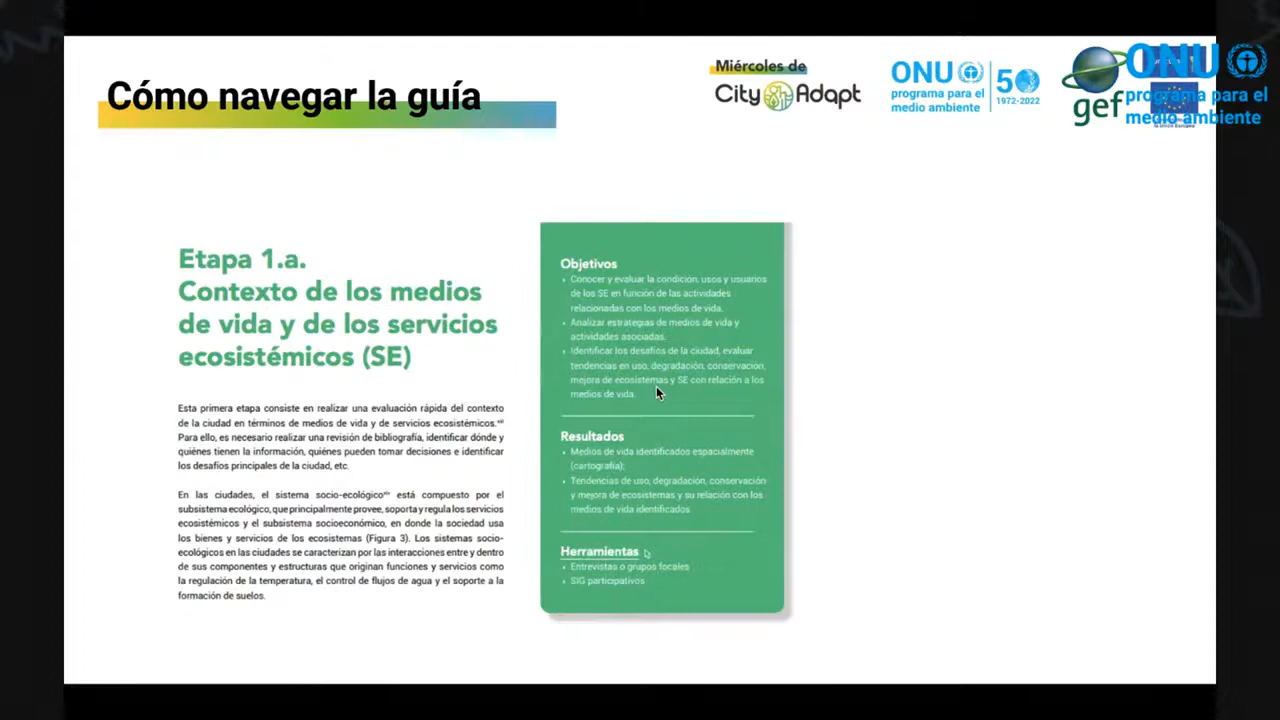 Cómo navegar la guía
Miércoles de
City Adapt
ONU
programa para el
medio ambiente
50
1972-2022
gef
ONU
programa para el
medio ambiente
Etapa 1.a.
Contexto de los medios
de vida y de los servicios
ecosistémicos (SE)
Esta primera etapa consiste en realizar una evaluación rápida del contexto
de la ciudad en términos de medios de vida y de servicios ecosistémicos.
Para ello, es necesario realizar una revisión de bibliografía, identificar dónde y
quiénes tienen la información, quiénes pueden tomar decisiones e identificar
los desafíos principales de la ciudad, etc.
En las ciudades, el sistema socio-ecológico está compuesto por el
subsistema ecológico, que principalmente provee, soporta y regula los servicios
ecosistémicos y el subsistema socioeconómico, en donde la sociedad usa
los bienes y servicios de los ecosistemas (Figura 3). Los sistemas socio-
ecológicos en las ciudades se caracterizan por las interacciones entre y dentro
de sus componentes y estructuras que originan funciones y servicios como
la regulación de la temperatura, el control de flujos de agua y el soporte a la
formación de suelos.
Objetivos
• Conocer y evaluar la condición, usos y usuarios
de los SE en función de las actividades
relacionadas con los medios de vida.
• Analizar estrategias de medios de vida y
actividades asociadas.
• Identificar los desafíos de la ciudad, evaluar
tendencias en uso, degradación, conservación,
mejora de ecosistemas y SE con relación a los
medios de vida.
Resultados
• Medios de vida identificados espacialmente
(cartografía);
• Tendencias de uso, degradación, conservación
y mejora de ecosistemas y su relación con los
medios de vida identificados
Herramientas
• Entrevistas o grupos focales
• SIG participativos